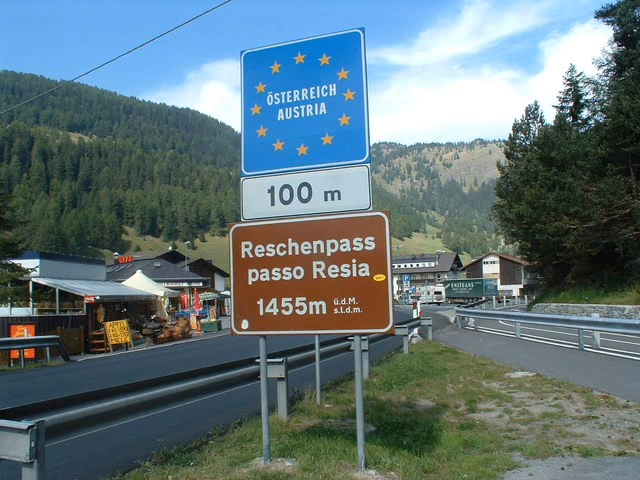 ÖSTERREICH
AUSTRIA
100 m
Reschenpass
passo Resia
1455m ü.d.M.
s.l.d.m.